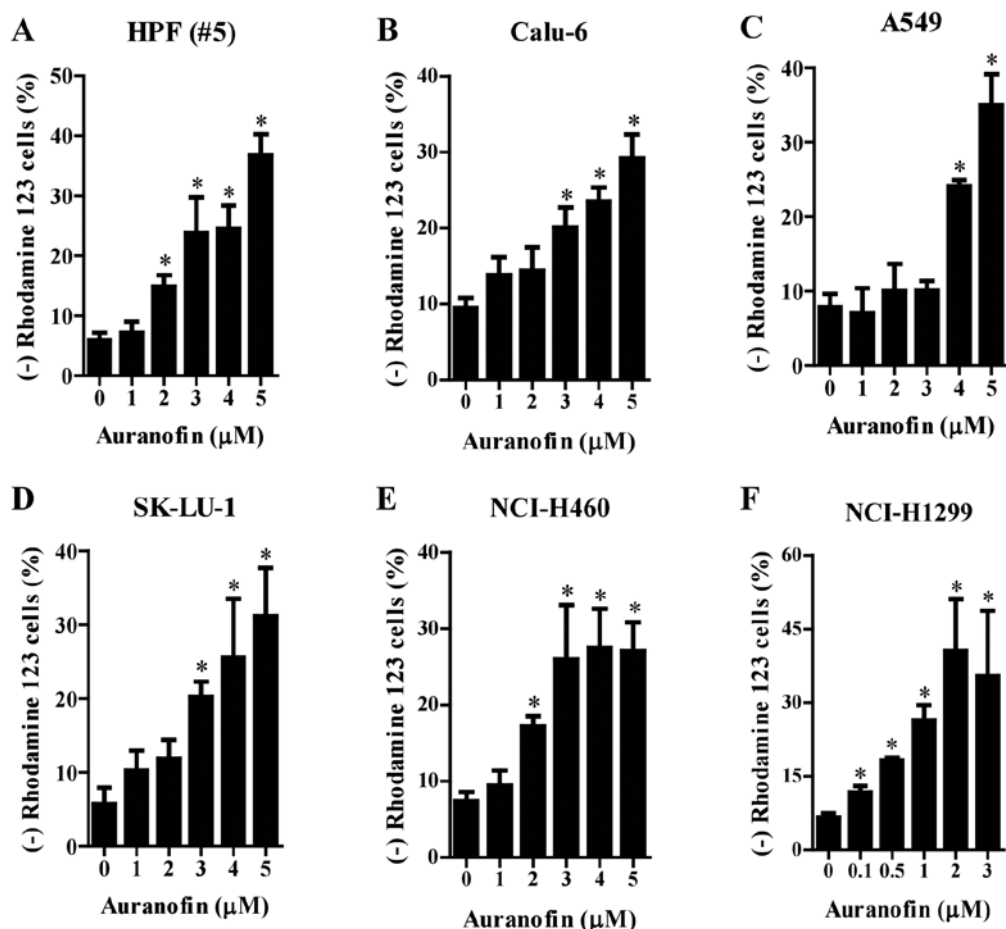 A
HPF (#5)
(-) Rhodamine 123 cells (%)
50
40
30
20
10
0
*
*
*
*
0 1 2 3 4 5
Auranofin (μM)
B
Calu-6
(-) Rhodamine 123 cells (%)
40
30
20
10
0
*
*
*
0 1 2 3 4 5
Auranofin (μM)
C
A549
(-) Rhodamine 123 cells (%)
40
30
20
10
0
*
*
0 1 2 3 4 5
Auranofin (μM)
D
SK-LU-1
(-) Rhodamine 123 cells (%)
40
30
20
10
0
*
*
*
0 1 2 3 4 5
Auranofin (μM)
E
NCI-H460
(-) Rhodamine 123 cells (%)
40
30
20
10
0
*
*
*
*
0 1 2 3 4 5
Auranofin (μM)
F
NCI-H1299
(-) Rhodamine 123 cells (%)
60
45
30
15
0
*
*
*
*
*
0 0.1 0.5 1 2 3
Auranofin (μM)